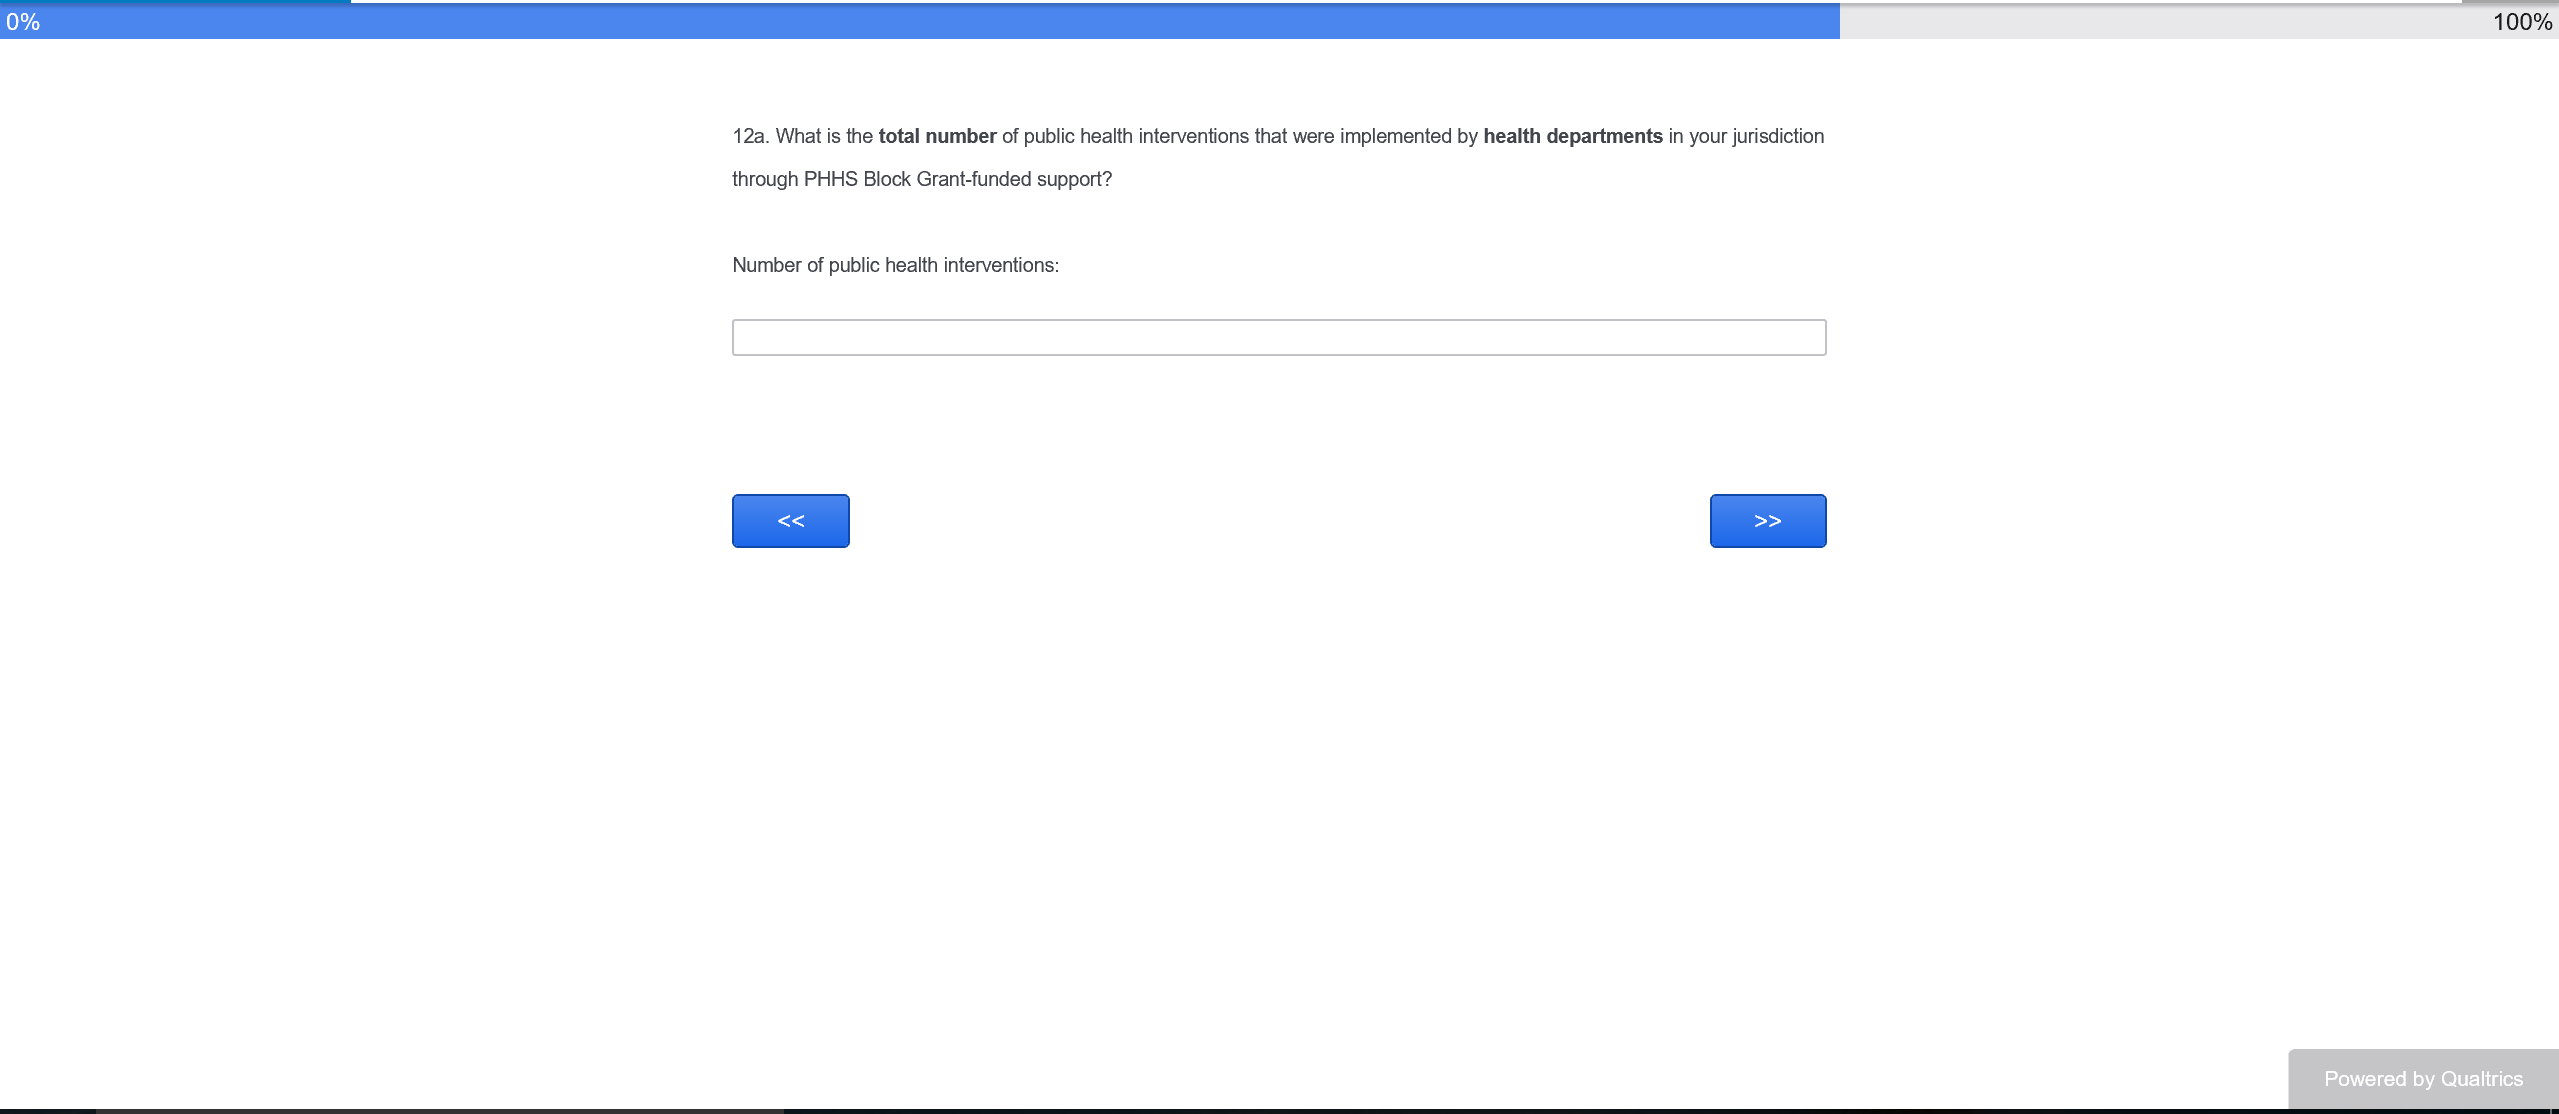 0% 100%
12a. What is the total number of public health interventions that were implemented by health departments in your jurisdiction
through PHHS Block Grant-funded support?
Number of public health interventions:
<< >>
Powered by Qualtrics